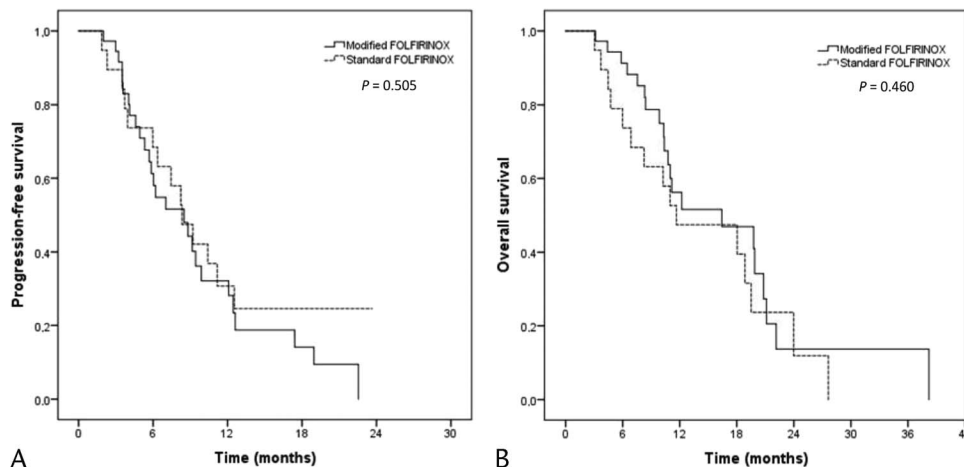 Modified FOLFIRINOX
Standard FOLFIRINOX
P = 0.505
Progression-free survival
1,0
0,8
0,6
0,4
0,2
0,0
0 6 12 18 24 30
Time (months)
A
Modified FOLFIRINOX
Standard FOLFIRINOX
P = 0.460
Overall survival
1,0
0,8
0,6
0,4
0,2
0,0
0 6 12 18 24 30 36 4
Time (months)
B